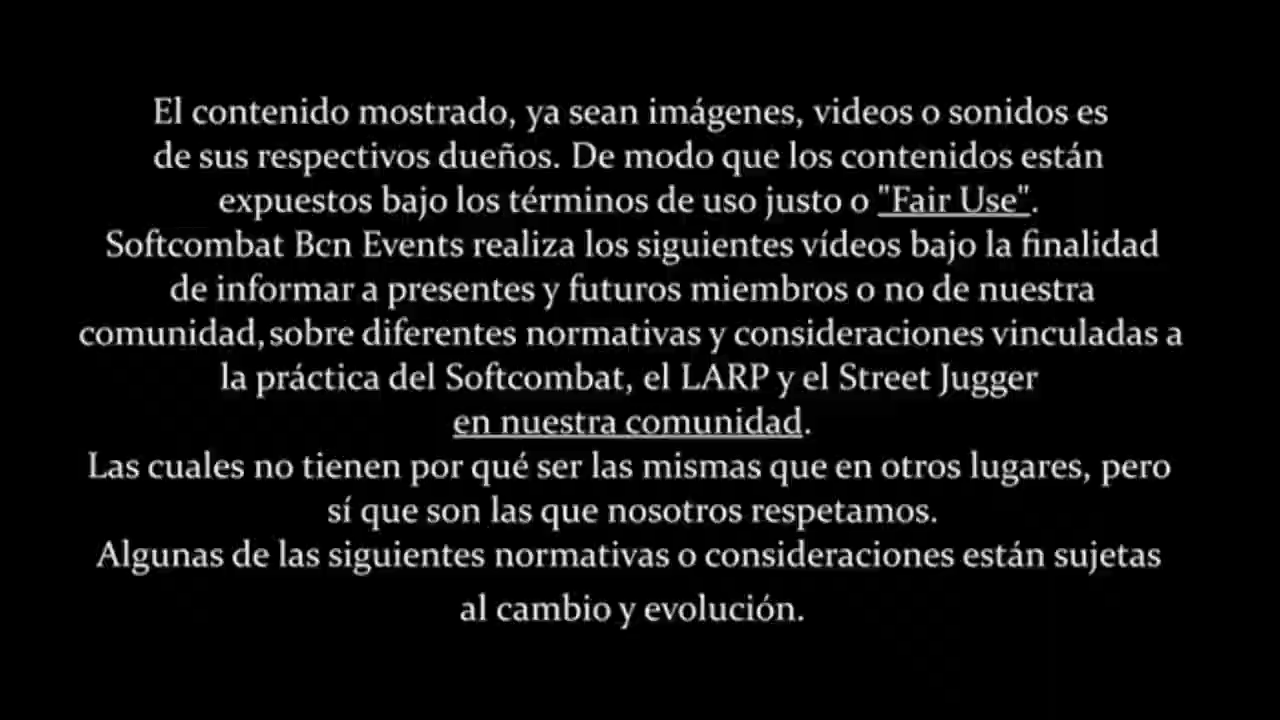 El contenido mostrado, ya sean imágenes, videos o sonidos es
de sus respectivos dueños. De modo que los contenidos están
expuestos bajo los términos de uso justo o "Fair Use".
Softcombat Bcn Events realiza los siguientes vídeos bajo la finalidad
de informar a presentes y futuros miembros o no de nuestra
comunidad, sobre diferentes normativas y consideraciones vinculadas a
la práctica del Softcombat, el LARP y el Street Jugger
en nuestra comunidad.
Las cuales no tienen por qué ser las mismas que en otros lugares, pero
sí que son las que nosotros respetamos.
Algunas de las siguientes normativas o consideraciones están sujetas
al cambio y evolución.